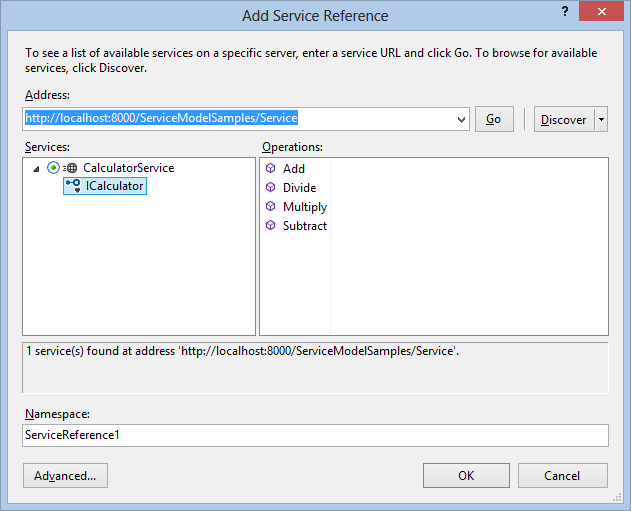 Add Service Reference
?
To see a list of available services on a specific server, enter a service URL and click Go. To browse for available
services, click Discover.
Address:
http://localhost:8000/ServiceModelSamples/Service
Go
Discover
Services:
Operations:
CalculatorService
ICalculator
Add
Divide
Multiply
Subtract
1 service(s) found at address 'http://localhost:8000/ServiceModelSamples/Service'.
Namespace:
ServiceReference1
Advanced...
OK
Cancel